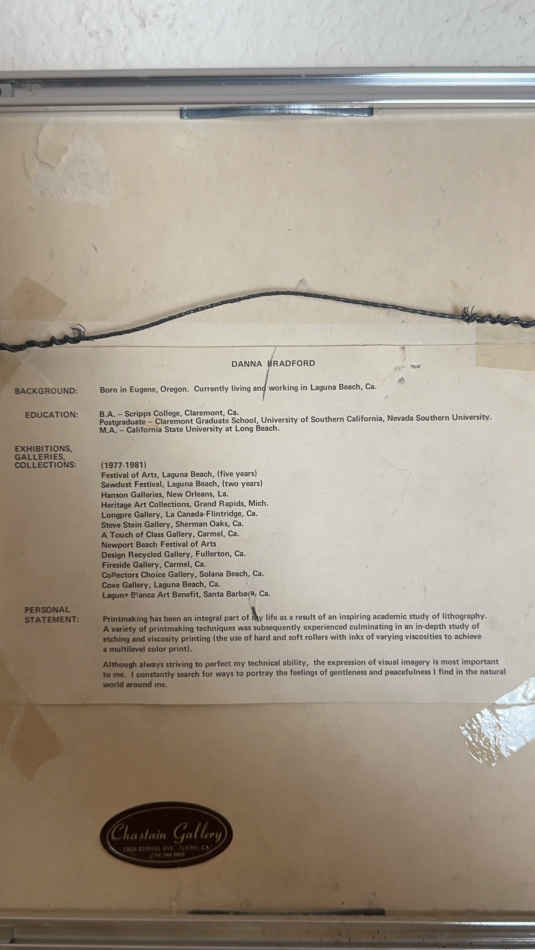 DANNA BRADFORD
BACKGROUND: Born in Eugene, Oregon. Currently living and working in Laguna Beach, Ca.
EDUCATION: B.A. – Scripps College, Claremont, Ca.
Postgraduate – Claremont Graduate School, University of Southern California, Nevada Southern University.
M.A. – California State University at Long Beach.
EXHIBITIONS,
GALLERIES,
COLLECTIONS: (1977-1981)
Festival of Arts, Laguna Beach, (five years)
Sawdust Festival, Laguna Beach, (two years)
Hanson Galleries, New Orleans, La.
Heritage Art Collections, Grand Rapids, Mich.
Longpre Gallery, La Canada-Flintridge, Ca.
Steve Stein Gallery, Sherman Oaks, Ca.
A Touch of Class Gallery, Carmel, Ca.
Newport Beach Festival of Arts
Design Recycled Gallery, Fullerton, Ca.
Fireside Gallery, Carmel, Ca.
Collectors Choice Gallery, Solana Beach, Ca.
Cove Gallery, Laguna Beach, Ca.
Laguna Blanca Art Benefit, Santa Barbara, Ca.
PERSONAL
STATEMENT: Printmaking has been an integral part of my life as a result of an inspiring academic study of lithography.
A variety of printmaking techniques was subsequently experienced culminating in an in-depth study of
etching and viscosity printing (the use of hard and soft rollers with inks of varying viscosities to achieve
a multilevel color print).
Although always striving to perfect my technical ability, the expression of visual imagery is most important
to me. I constantly search for ways to portray the feelings of gentleness and peacefulness I find in the natural
world around me.
Chastain Gallery
AVE., CA.